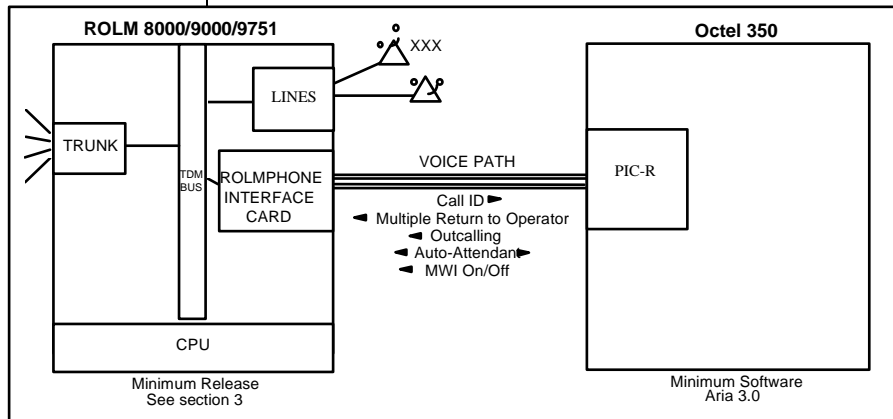 ROLM 8000/9000/9751
Octel 350
XXX
LINES
TRUNK
TDM
BUS
ROLMPHONE
INTERFACE
CARD
VOICE PATH
PIC-R
Call ID
Multiple Return to Operator
Outcalling
Auto-Attendant
MWI On/Off
CPU
Minimum Release
See section 3
Minimum Software
Aria 3.0